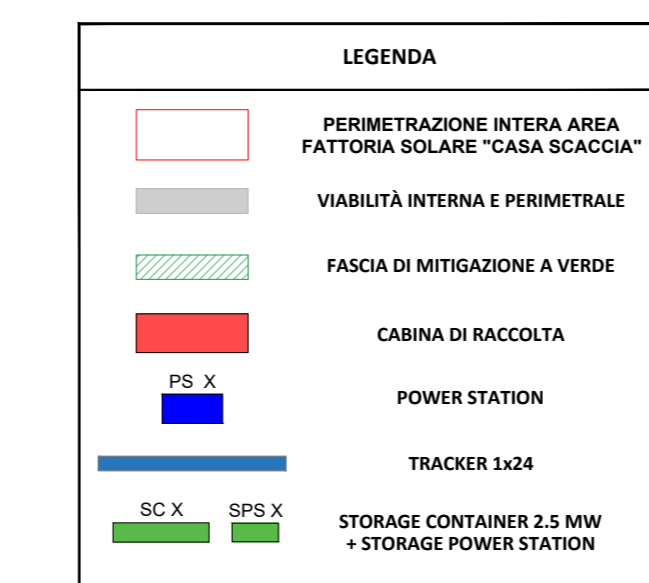 LEGENDA
PERIMETRAZIONE INTERA AREA
FATTORIA SOLARE "CASA SCACCIA"
VIABILITÀ INTERNA E PERIMETRALE
FASCIA DI MITIGAZIONE A VERDE
CABINA DI RACCOLTA
PS X
POWER STATION
TRACKER 1x24
SC X SPS X
STORAGE CONTAINER 2.5 MW
+ STORAGE POWER STATION